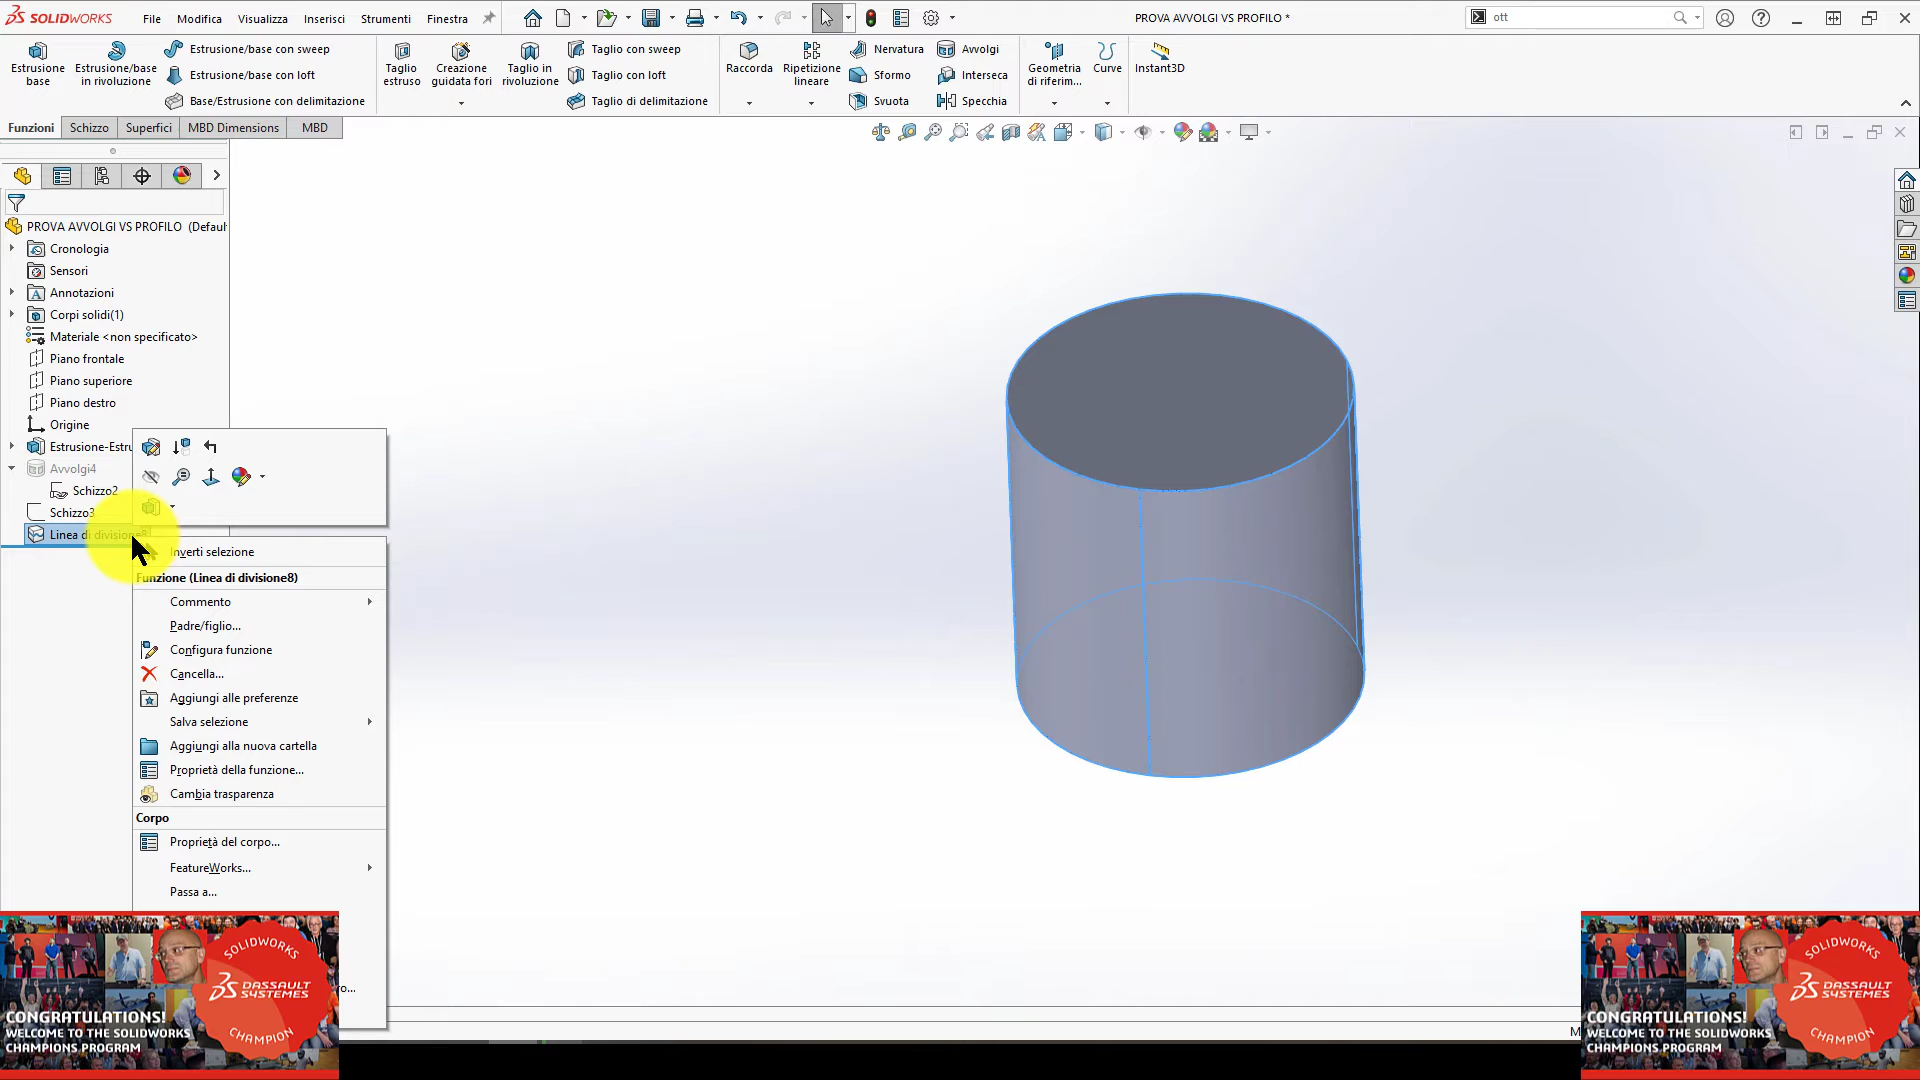 SOLIDWORKS
File Modifica Visualizza Inserisci Strumenti Finestra
PROVA AVVOLGI VS PROFILO *
ott
Estrusione base
Estrusione/base in rivoluzione
Estrusione/base con sweep
Estrusione/base con loft
Base/Estrusione con delimitazione
Taglio estruso
Creazione guidata fori
Taglio in rivoluzione
Taglio con sweep
Taglio con loft
Taglio di delimitazione
Raccorda
Ripetizione lineare
Nervatura
Sformo
Svuota
Avvolgi
Interseca
Specchia
Geometria di riferim...
Curve
Instant3D
Funzioni Schizzo Superfici MBD Dimensions MBD
PROVA AVVOLGI VS PROFILO (Defaul
Cronologia
Sensori
Annotazioni
Corpi solidi(1)
Materiale <non specificato>
Piano frontale
Piano superiore
Piano destro
Origine
Estrusione-Estru
Avvolgi4
Schizzo2
Schizzo3
Linea di divisione8
Inverti selezione
Funzione (Linea di divisione8)
Commento
Padre/figlio...
Configura funzione
Cancella...
Aggiungi alle preferenze
Salva selezione
Aggiungi alla nuova cartella
Proprietà della funzione...
Cambia trasparenza
Corpo
Proprietà del corpo...
FeatureWorks...
Passa a...
ro...
M
SOLIDWORKS
DASSAULT SYSTEMES
CHAMPION
CONGRATULATIONS!
WELCOME TO THE SOLIDWORKS
CHAMPIONS PROGRAM
SOLIDWORKS
DASSAULT SYSTEMES
CHAMPION
CONGRATULATIONS!
WELCOME TO THE SOLIDWORKS
CHAMPIONS PROGRAM